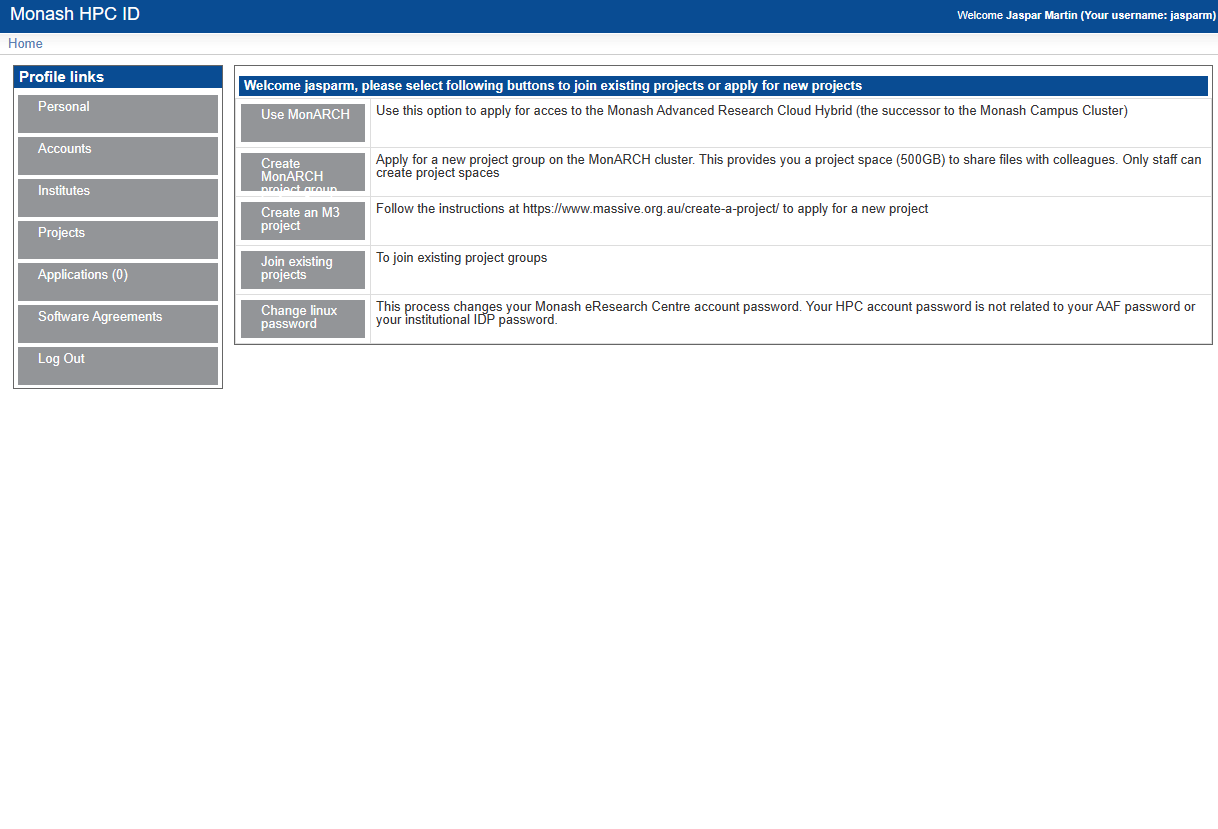 Monash HPC ID
Welcome Jaspar Martin (Your username: jasparm)
Home
Profile links
Personal
Accounts
Institutes
Projects
Applications (0)
Software Agreements
Log Out
Welcome jasparm, please select following buttons to join existing projects or apply for new projects
Use MonARCH
Use this option to apply for acces to the Monash Advanced Research Cloud Hybrid (the successor to the Monash Campus Cluster)
Create
MonARCH
project group
Apply for a new project group on the MonARCH cluster. This provides you a project space (500GB) to share files with colleagues. Only staff can
create project spaces
Create an M3
project
Follow the instructions at https://www.massive.org.au/create-a-project/ to apply for a new project
Join existing
projects
To join existing project groups
Change linux
password
This process changes your Monash eResearch Centre account password. Your HPC account password is not related to your AAF password or
your institutional IDP password.